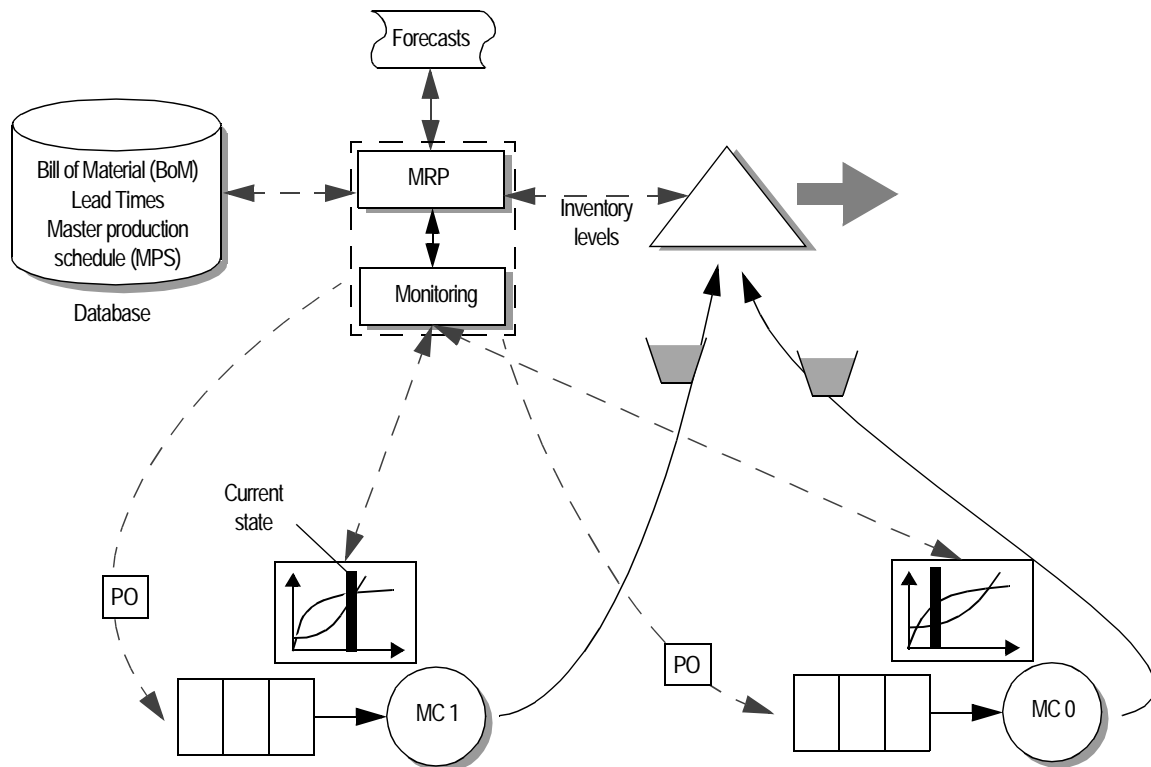 Forecasts
Bill of Material (BoM)
Lead Times
Master production
schedule (MPS)
Database
MRP
Monitoring
Inventory
levels
Current
state
PO
PO
MC 1
MC 0